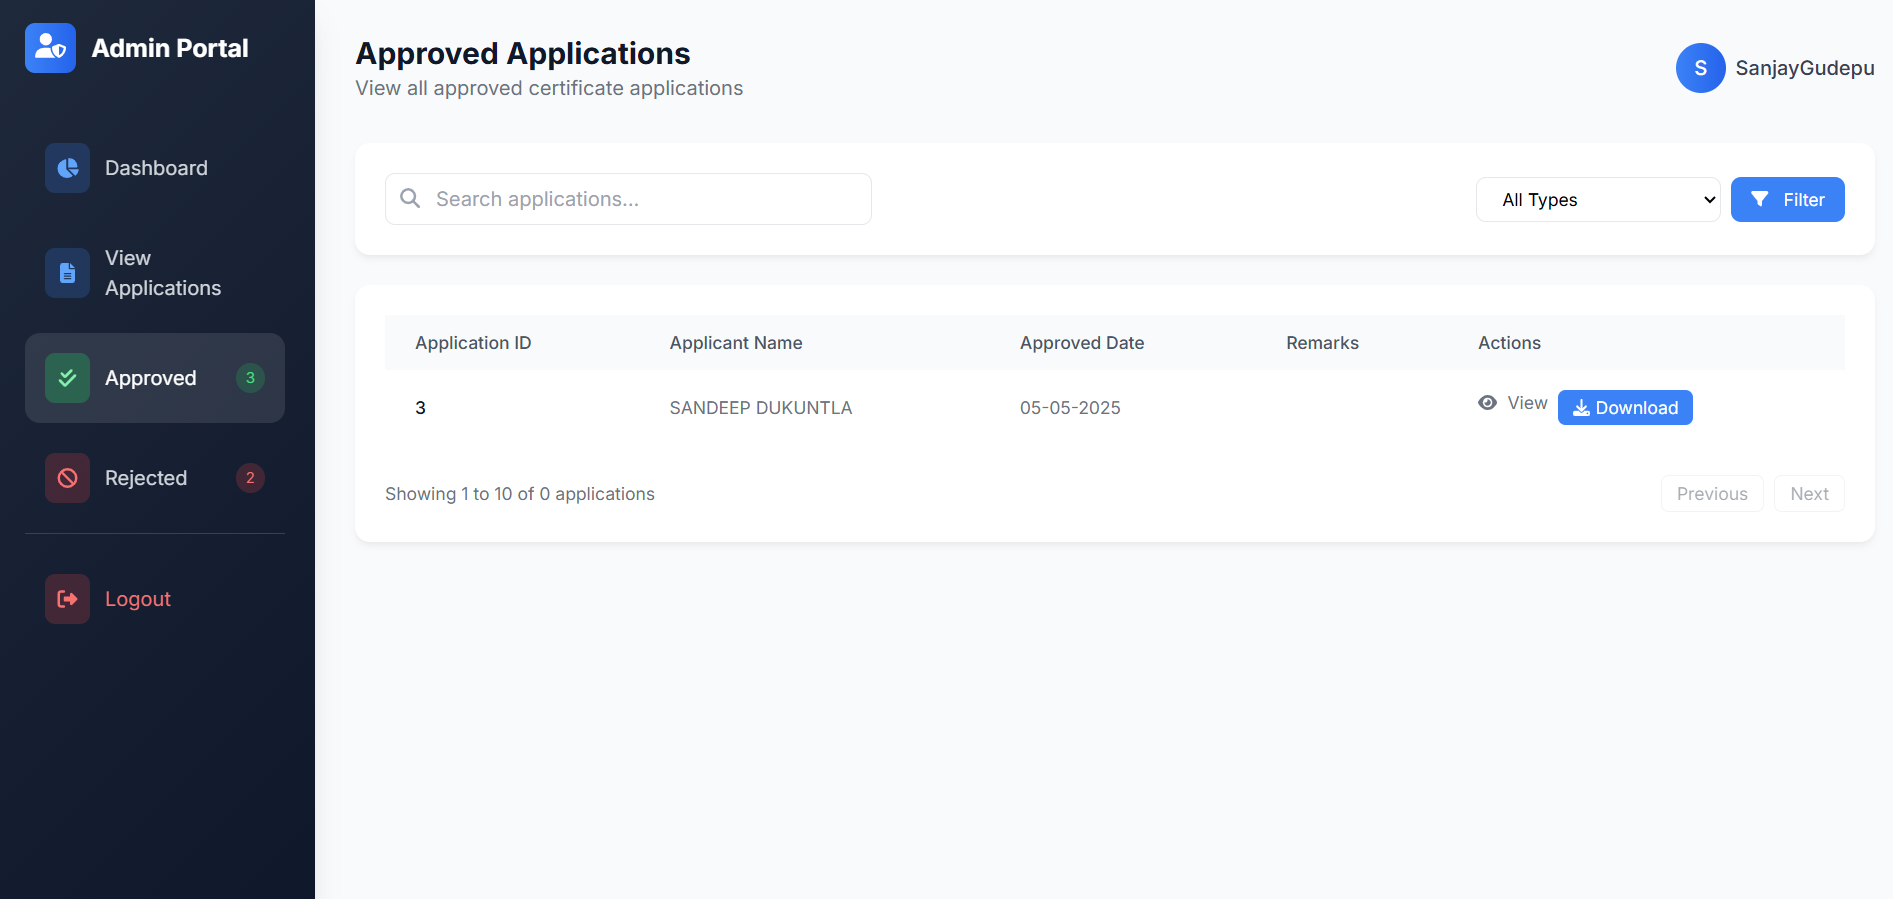 Admin Portal
Dashboard
View
Applications
Approved 3
Rejected 2
Logout
Approved Applications
View all approved certificate applications
S SanjayGudepu
Search applications...
All Types
Filter
Application ID Applicant Name Approved Date Remarks Actions
3 SANDEEP DUKUNTLA 05-05-2025 View Download
Showing 1 to 10 of 0 applications
Previous Next